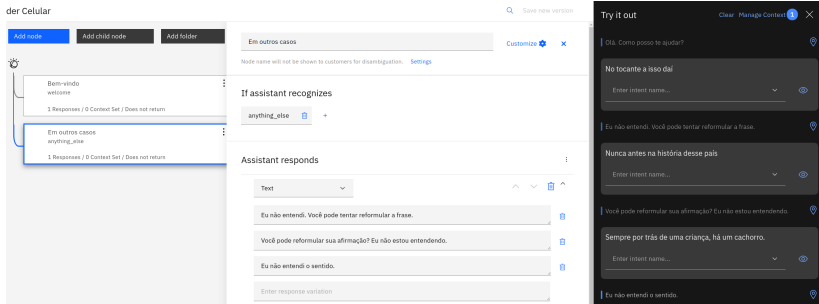 der Celular
Save new version
Add node
Add child node
Add folder
Bem-vindo
welcome
1 Responses / 0 Context Set / Does not return
Em outros casos
anything_else
1 Responses / 0 Context Set / Does not return
Em outros casos
Customize
Node name will not be shown to customers for disambiguation. Settings
If assistant recognizes
anything_else
Assistant responds
Text
Eu não entendi. Você pode tentar reformular a frase.
Você pode reformular sua afirmação? Eu não estou entendendo.
Eu não entendi o sentido.
Enter response variation
Try it out
Clear Manage Context 1
Olá. Como posso te ajudar?
No tocante a isso daí
Enter intent name...
Eu não entendi. Você pode tentar reformular a frase.
Nunca antes na história desse país
Enter intent name...
Você pode reformular sua afirmação? Eu não estou entendendo.
Sempre por trás de uma criança, há um cachorro.
Enter intent name...
Eu não entendi o sentido.